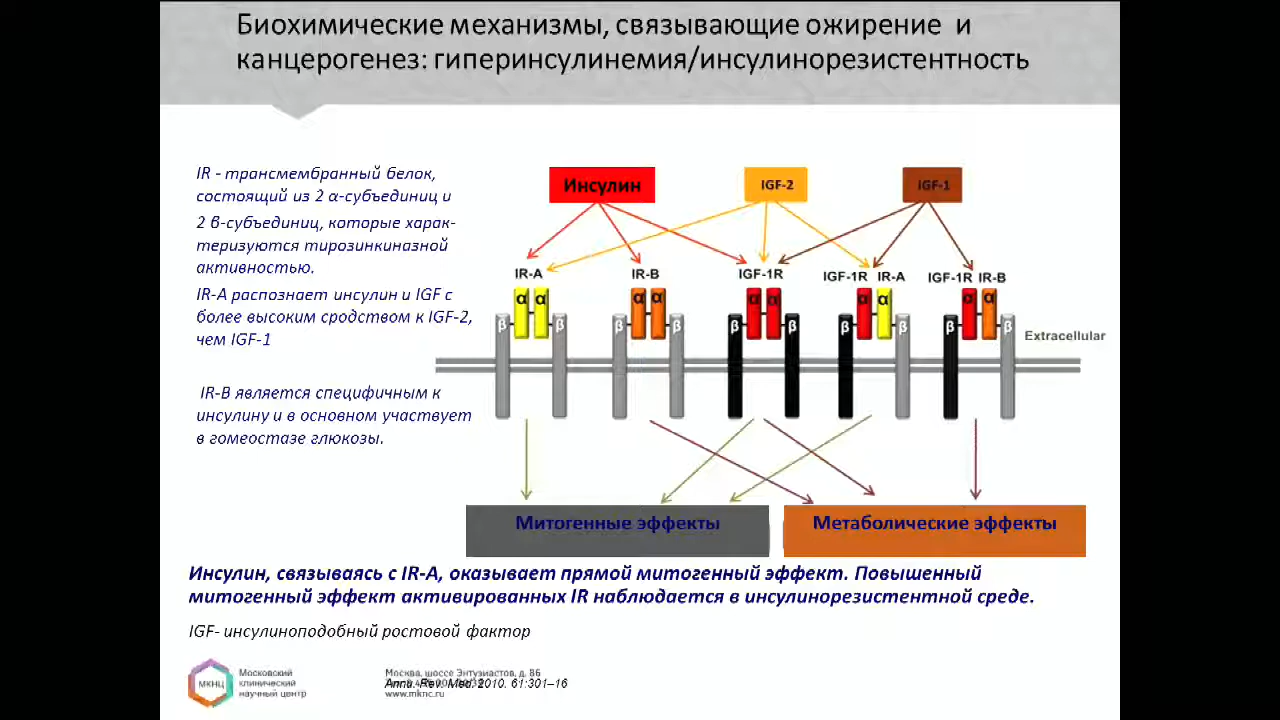 Биохимические механизмы, связывающие ожирение и
канцерогенез: гиперинсулинемия/инсулинорезистентность
IR - трансмембранный белок,
состоящий из 2 α-субъединиц и
2 β-субъединиц, которые харак-
теризуются тирозинкиназной
активностью.
IR-A распознает инсулин и IGF с
более высоким сродством к IGF-2,
чем IGF-1
IR-B является специфичным к
инсулину и в основном участвует
в гомеостазе глюкозы.
Инсулин
IGF-2
IGF-1
IR-A
IR-B
IGF-1R
IGF-1R IR-A
IGF-1R IR-B
α α
α α
α α
α α
α α
β β
β β
β β
β β
β β
Extracellular
Митогенные эффекты
Метаболические эффекты
Инсулин, связываясь с IR-A, оказывает прямой митогенный эффект. Повышенный
митогенный эффект активированных IR наблюдается в инсулинорезистентной среде.
IGF- инсулиноподобный ростовой фактор
МКНЦ
Московский
клинический
научный центр
Москва, шоссе Энтузиастов, д. 86
Annu. Rev. Med. 2010. 61:301–16
www.mknc.ru